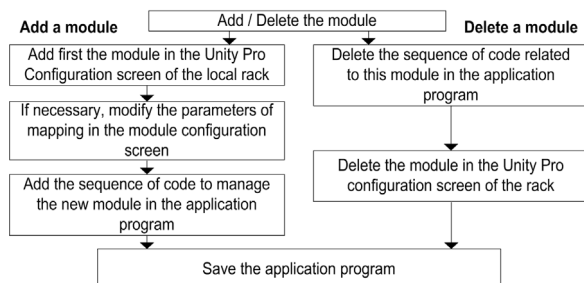 Add / Delete the module
Add a module
Delete a module
Add first the module in the Unity Pro
Configuration screen of the local rack
If necessary, modify the parameters of
mapping in the module configuration
screen
Add the sequence of code to manage
the new module in the application
program
Delete the sequence of code related
to this module in the application
program
Delete the module in the Unity Pro
configuration screen of the rack
Save the application program